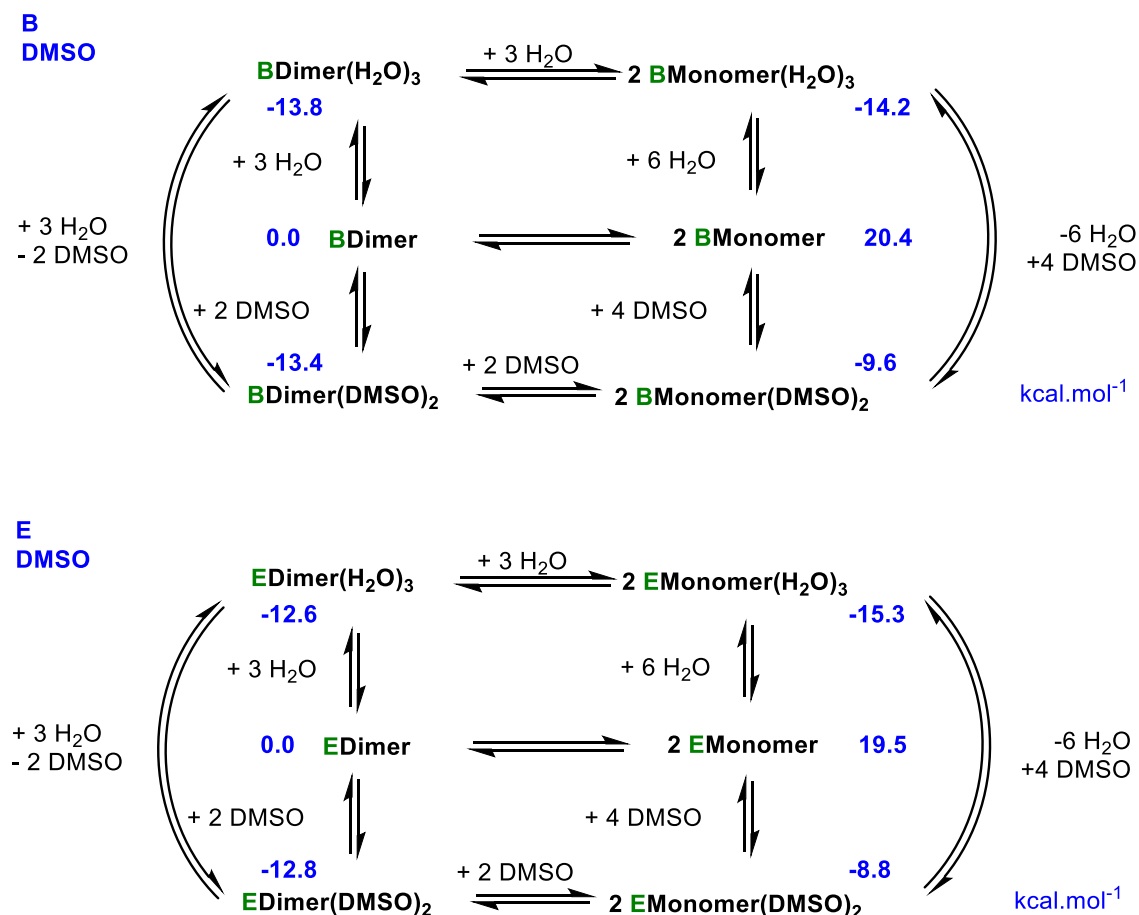 B
DMSO
BDimer(H₂O)₃
+ 3 H₂O
2 BMonomer(H₂O)₃
-13.8
-14.2
+ 3 H₂O
+ 6 H₂O
+ 3 H₂O
- 2 DMSO
0.0
BDimer
2 BMonomer
20.4
-6 H₂O
+4 DMSO
+ 2 DMSO
+ 4 DMSO
-13.4
+ 2 DMSO
-9.6
BDimer(DMSO)₂
2 BMonomer(DMSO)₂
kcal.mol⁻¹
E
DMSO
EDimer(H₂O)₃
+ 3 H₂O
2 EMonomer(H₂O)₃
-12.6
-15.3
+ 3 H₂O
+ 6 H₂O
+ 3 H₂O
- 2 DMSO
0.0
EDimer
2 EMonomer
19.5
-6 H₂O
+4 DMSO
+ 2 DMSO
+ 4 DMSO
-12.8
+ 2 DMSO
-8.8
EDimer(DMSO)₂
2 EMonomer(DMSO)₂
kcal.mol⁻¹